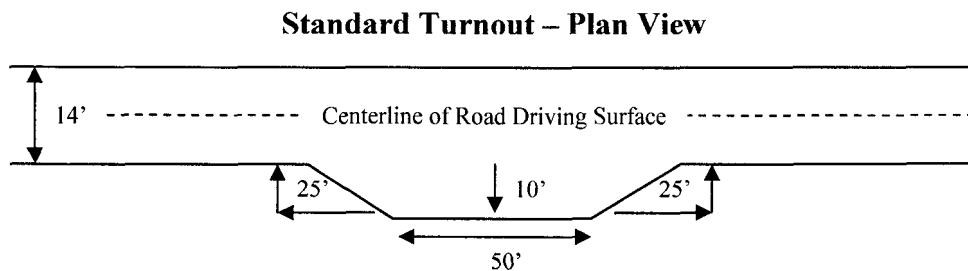 Standard Turnout – Plan View
14’
Centerline of Road Driving Surface
25’
10’
25’
50’